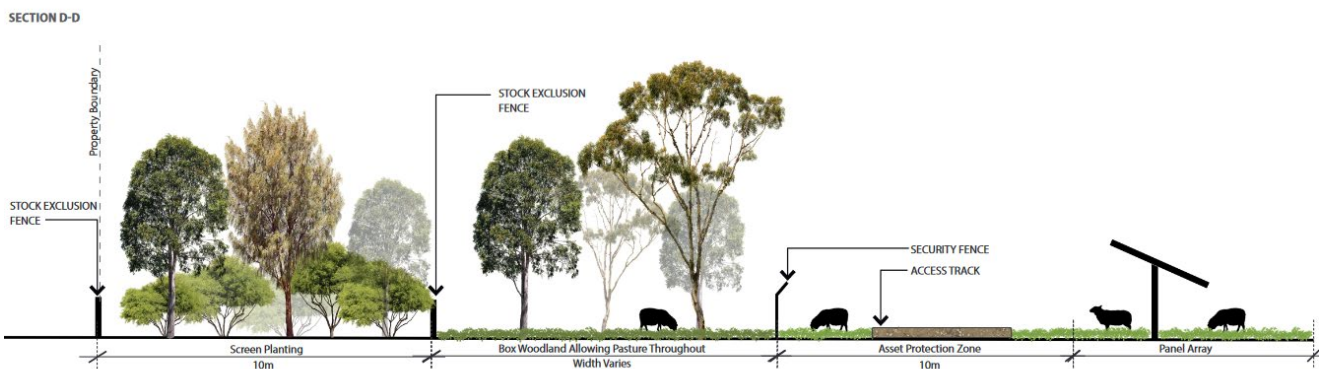 SECTION D-D
Property Boundary
STOCK EXCLUSION
FENCE
STOCK EXCLUSION
FENCE
SECURITY FENCE
ACCESS TRACK
Screen Planting
10m
Box Woodland Allowing Pasture Throughout
Width Varies
Asset Protection Zone
10m
Panel Array